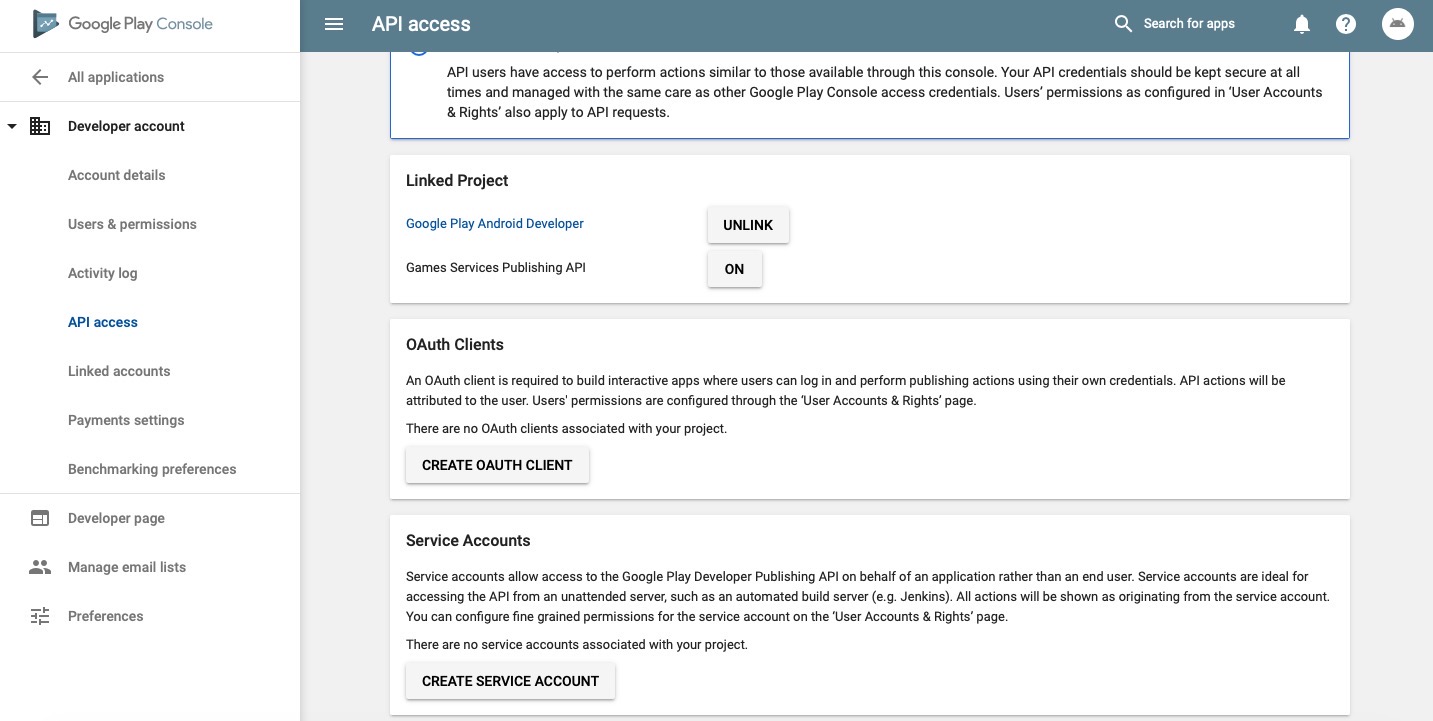 Google Play Console
API access
Search for apps
All applications
Developer account
Account details
Users & permissions
Activity log
API access
Linked accounts
Payments settings
Benchmarking preferences
Developer page
Manage email lists
Preferences
API users have access to perform actions similar to those available through this console. Your API credentials should be kept secure at all
times and managed with the same care as other Google Play Console access credentials. Users’ permissions as configured in ‘User Accounts
& Rights’ also apply to API requests.
Linked Project
Google Play Android Developer
UNLINK
Games Services Publishing API
ON
OAuth Clients
An OAuth client is required to build interactive apps where users can log in and perform publishing actions using their own credentials. API actions will be
attributed to the user. Users' permissions are configured through the ‘User Accounts & Rights’ page.
There are no OAuth clients associated with your project.
CREATE OAUTH CLIENT
Service Accounts
Service accounts allow access to the Google Play Developer Publishing API on behalf of an application rather than an end user. Service accounts are ideal for
accessing the API from an unattended server, such as an automated build server (e.g. Jenkins). All actions will be shown as originating from the service account.
You can configure fine grained permissions for the service account on the ‘User Accounts & Rights’ page.
There are no service accounts associated with your project.
CREATE SERVICE ACCOUNT